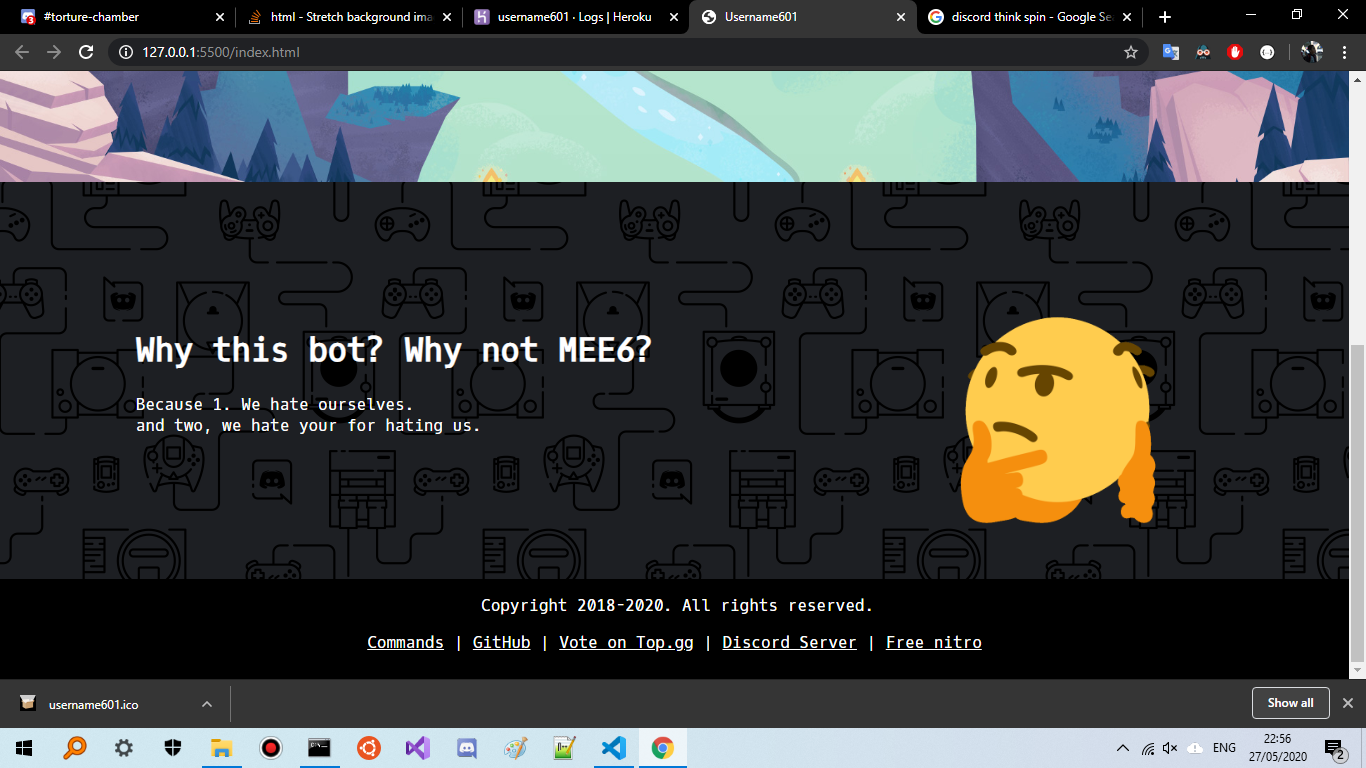 #torture-chamber
html - Stretch background ima
username601 · Logs | Heroku
Username601
discord think spin - Google Se
127.0.0.1:5500/index.html
Why this bot? Why not MEE6?
Because 1. We hate ourselves.
and two, we hate your for hating us.
Copyright 2018-2020. All rights reserved.
Commands | GitHub | Vote on Top.gg | Discord Server | Free nitro
username601.ico
Show all
ENG
22:56
27/05/2020
2